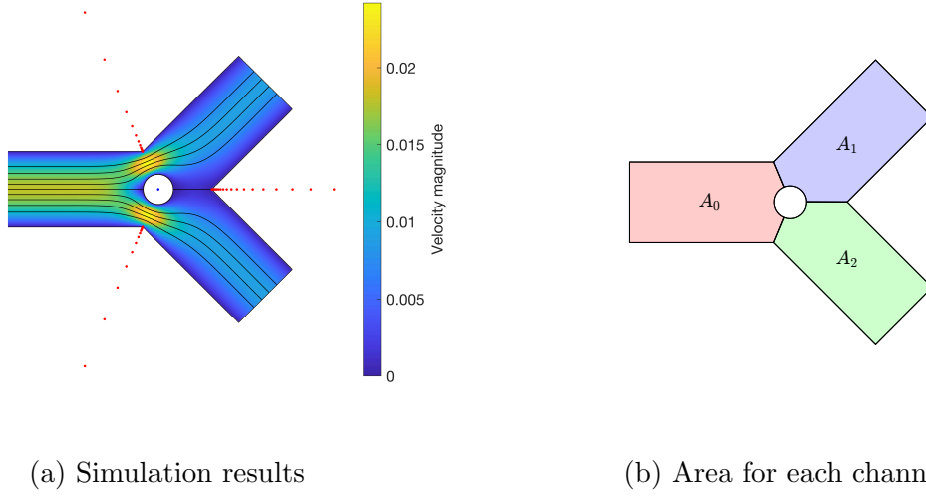 0.02
0.015
0.01
0.005
0
Velocity magnitude
A0
A1
A2
(a) Simulation results
(b) Area for each chann